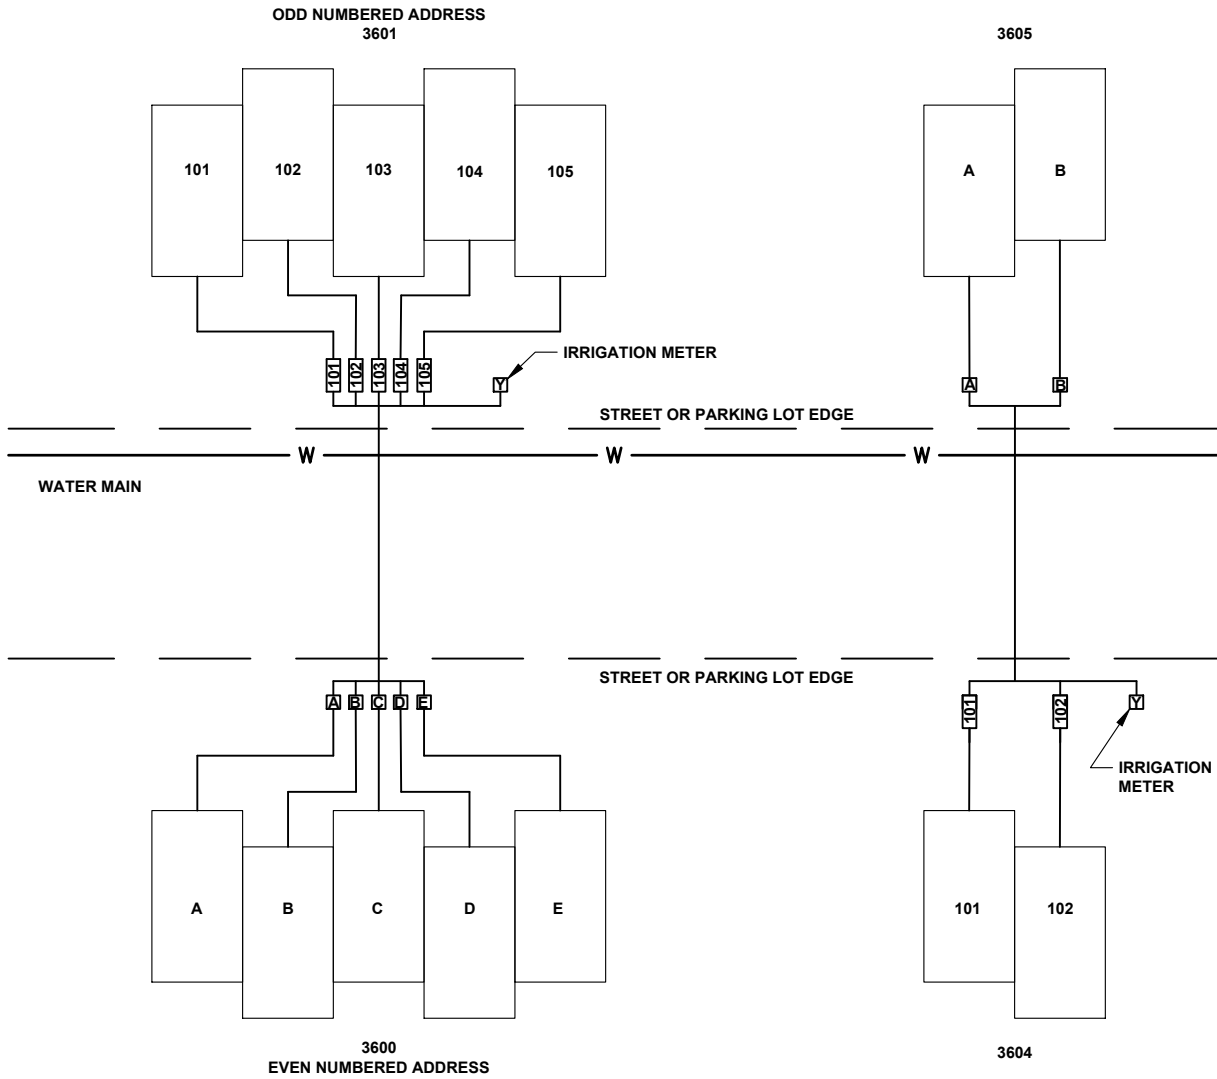 ODD NUMBERED ADDRESS
3601
3605
101
102
103
104
105
A
B
IRRIGATION METER
101
102
103
104
105
Y
A
B
STREET OR PARKING LOT EDGE
W
W
W
WATER MAIN
STREET OR PARKING LOT EDGE
A
B
C
D
E
101
102
Y
IRRIGATION
METER
A
B
C
D
E
101
102
3600
EVEN NUMBERED ADDRESS
3604